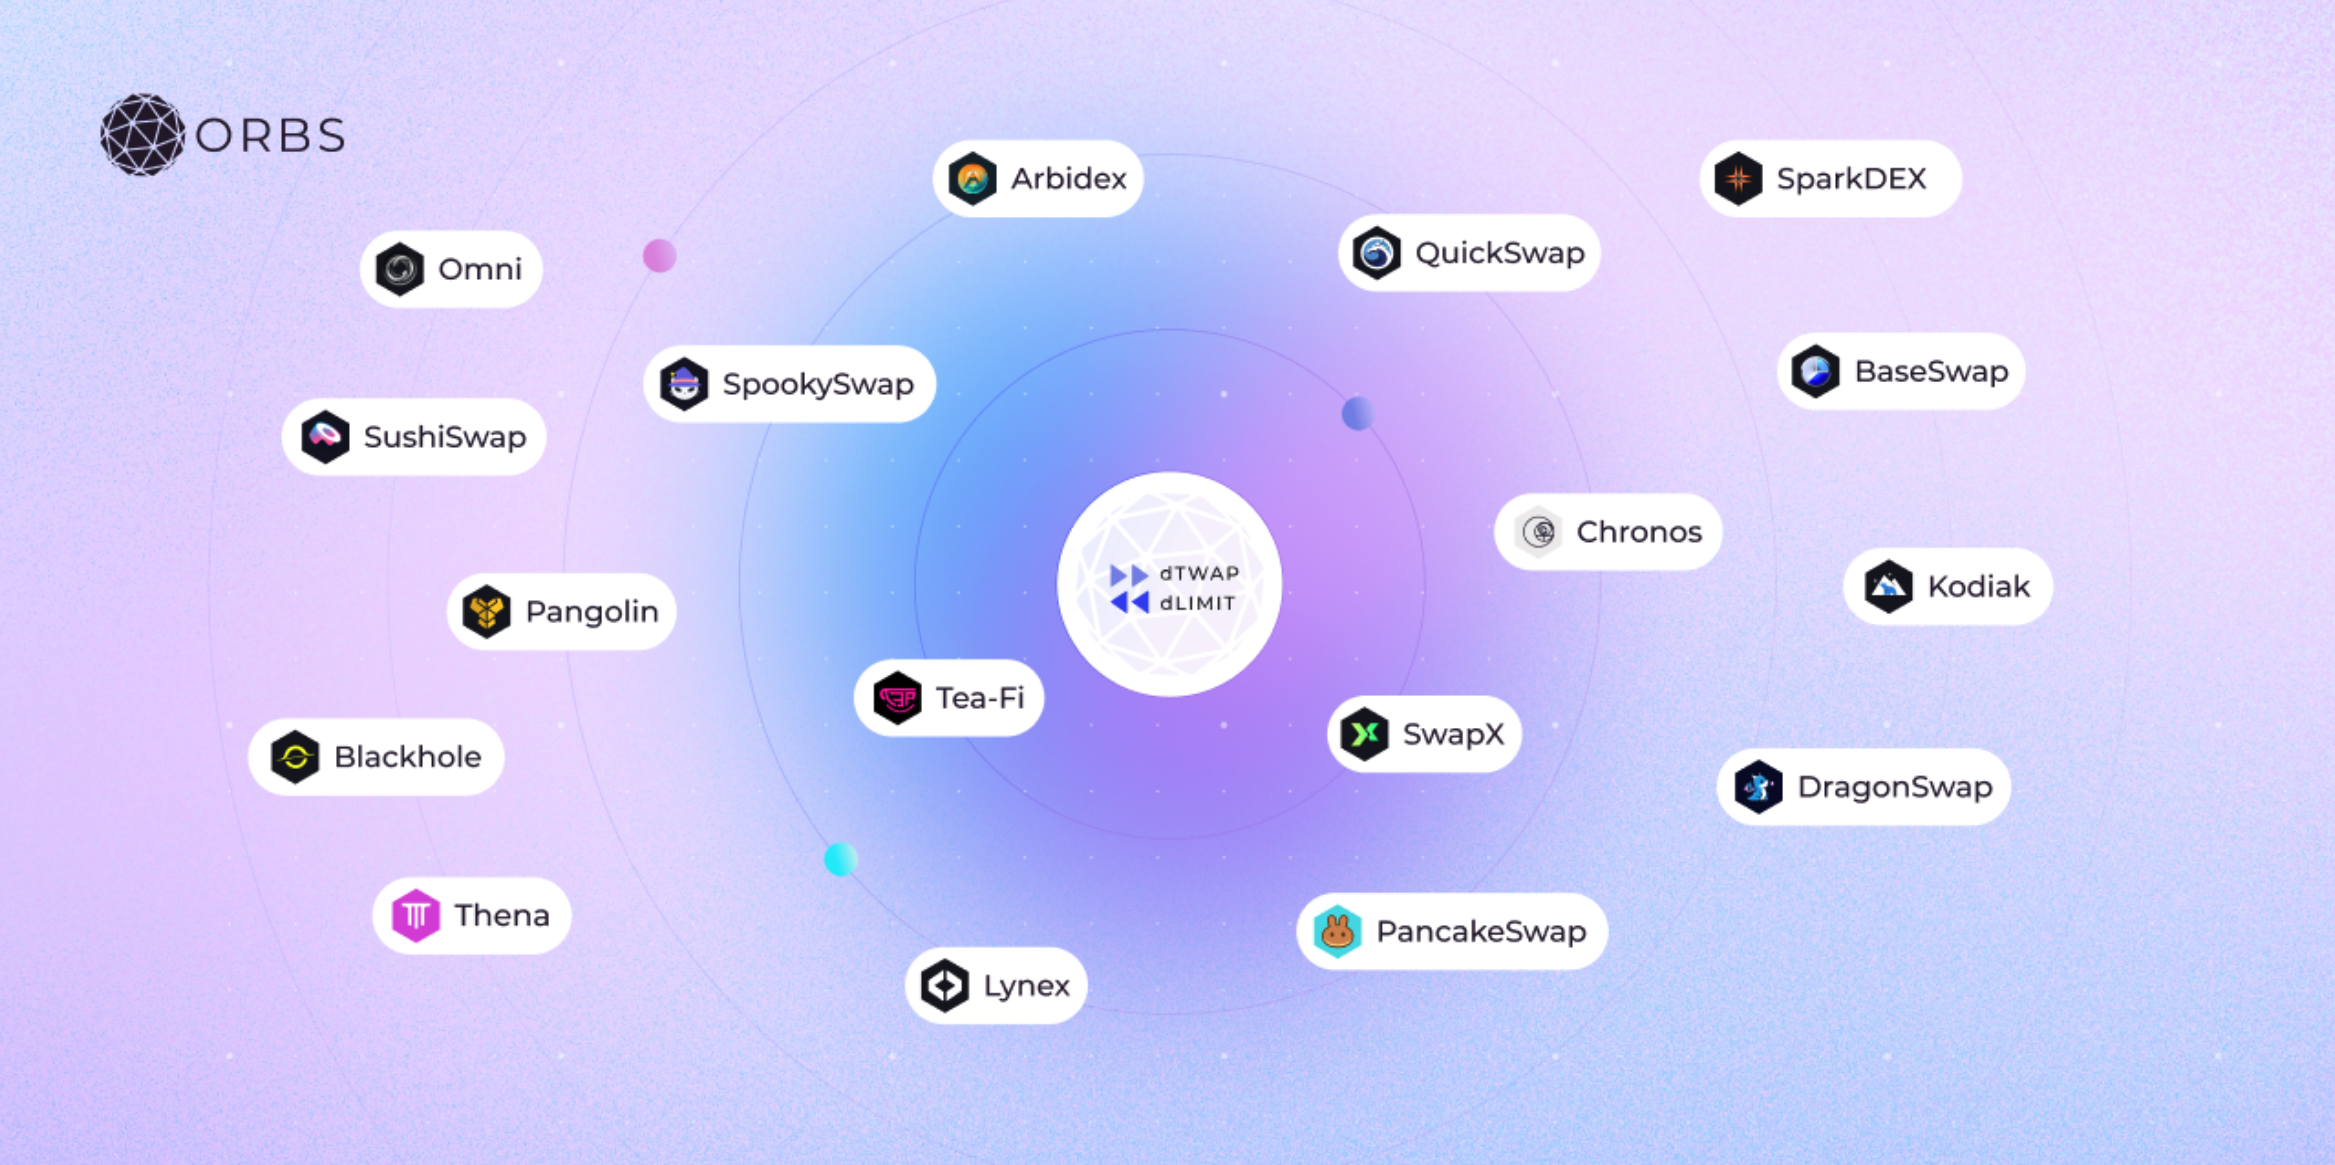 ORBS
Arbidex
SparkDEX
QuickSwap
Omni
BaseSwap
SpookySwap
SushiSwap
Chronos
dTWAP
dLIMIT
Kodiak
Pangolin
Tea-Fi
SwapX
Blackhole
DragonSwap
Thena
PancakeSwap
Lynex